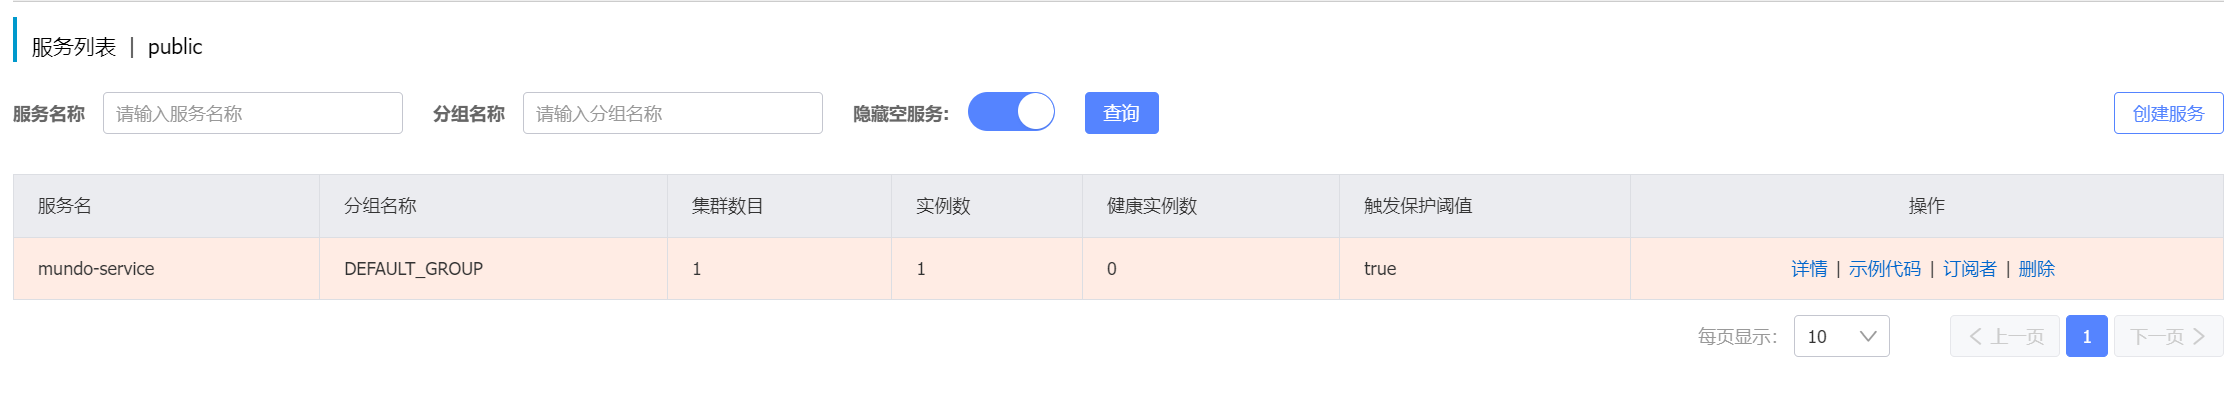 服务列表 | public
服务名称 请输入服务名称 分组名称 请输入分组名称 隐藏空服务: 查询 创建服务
服务名 分组名称 集群数目 实例数 健康实例数 触发保护阈值 操作
mundo-service DEFAULT_GROUP 1 1 0 true 详情 | 示例代码 | 订阅者 | 删除
每页显示: 10 上一页 1 下一页